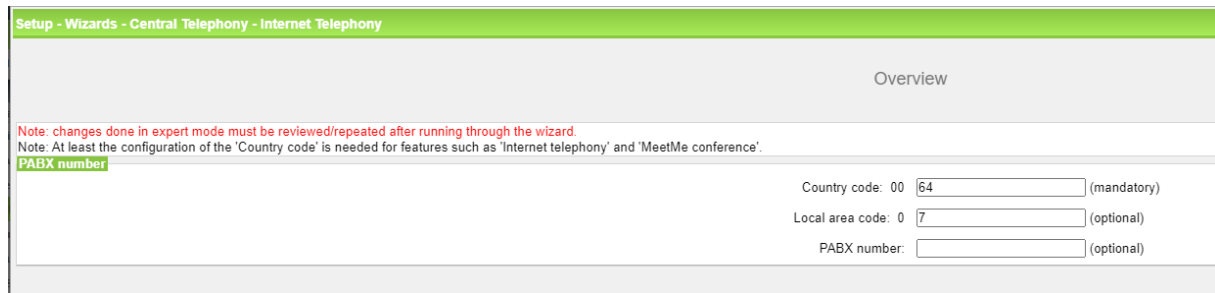 Setup - Wizards - Central Telephony - Internet Telephony
Overview
Note: changes done in expert mode must be reviewed/repeated after running through the wizard.
Note: At least the configuration of the 'Country code' is needed for features such as 'Internet telephony' and 'MeetMe conference'.
PABX number
Country code: 00 64 (mandatory)
Local area code: 0 7 (optional)
PABX number: (optional)